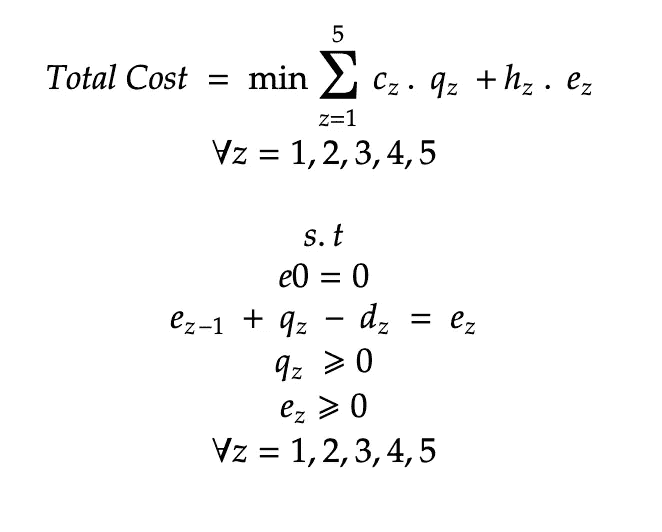 5
Total Cost = min ∑ c_z . q_z + h_z . e_z
z=1
∀z = 1, 2, 3, 4, 5
s. t
e0 = 0
e_{z−1} + q_z − d_z = e_z
q_z ⩾ 0
e_z ⩾ 0
∀z = 1, 2, 3, 4, 5